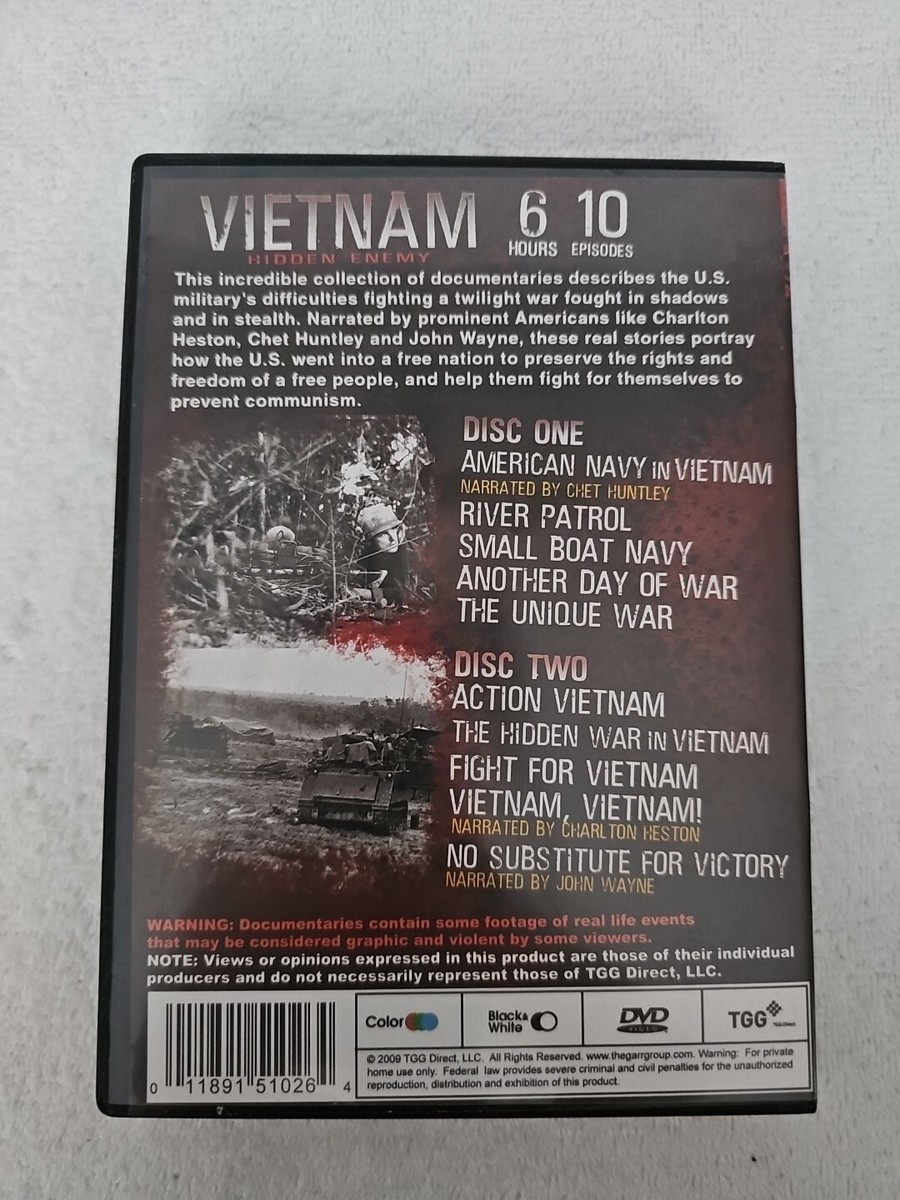 VIETNAM 6 10
HOURS EPISODES
HIDDEN ENEMY
This incredible collection of documentaries describes the U.S.
military's difficulties fighting a twilight war fought in shadows
and in stealth. Narrated by prominent Americans like Charlton
Heston, Chet Huntley and John Wayne, these real stories portray
how the U.S. went into a free nation to preserve the rights and
freedom of a free people, and help them fight for themselves to
prevent communism.
DISC ONE
AMERICAN NAVY IN VIETNAM
NARRATED BY CHET HUNTLEY
RIVER PATROL
SMALL BOAT NAVY
ANOTHER DAY OF WAR
THE UNIQUE WAR
DISC TWO
ACTION VIETNAM
THE HIDDEN WAR IN VIETNAM
FIGHT FOR VIETNAM
VIETNAM, VIETNAM!
NARRATED BY CHARLTON HESTON
NO SUBSTITUTE FOR VICTORY
NARRATED BY JOHN WAYNE
WARNING: Documentaries contain some footage of real life events
that may be considered graphic and violent by some viewers.
NOTE: Views or opinions expressed in this product are those of their individual
producers and do not necessarily represent those of TGG Direct, LLC.
Color
Black & White
DVD VIDEO
TGG TGG Direct
© 2009 TGG Direct, LLC. All Rights Reserved. www.thegarrgroup.com. Warning: For private
home use only. Federal law provides severe criminal and civil penalties for the unauthorized
reproduction, distribution and exhibition of this product.
0 11891 51026 4